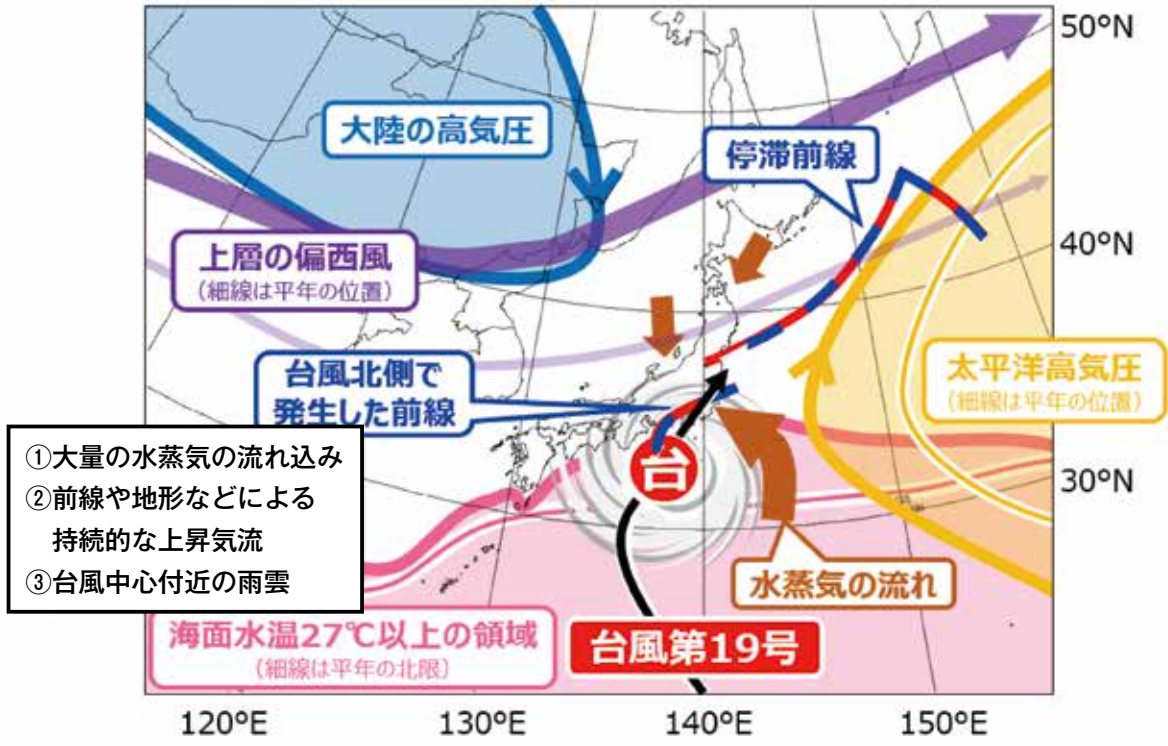 50°N
大陸の高気圧
停滞前線
上層の偏西風
(細線は平年の位置)
40°N
台風北側で
発生した前線
太平洋高気圧
(細線は平年の位置)
①大量の水蒸気の流れ込み
②前線や地形などによる
持続的な上昇気流
③台風中心付近の雨雲
台
30°N
水蒸気の流れ
海面水温27℃以上の領域
(細線は平年の北限)
台風第19号
120°E
130°E
140°E
150°E